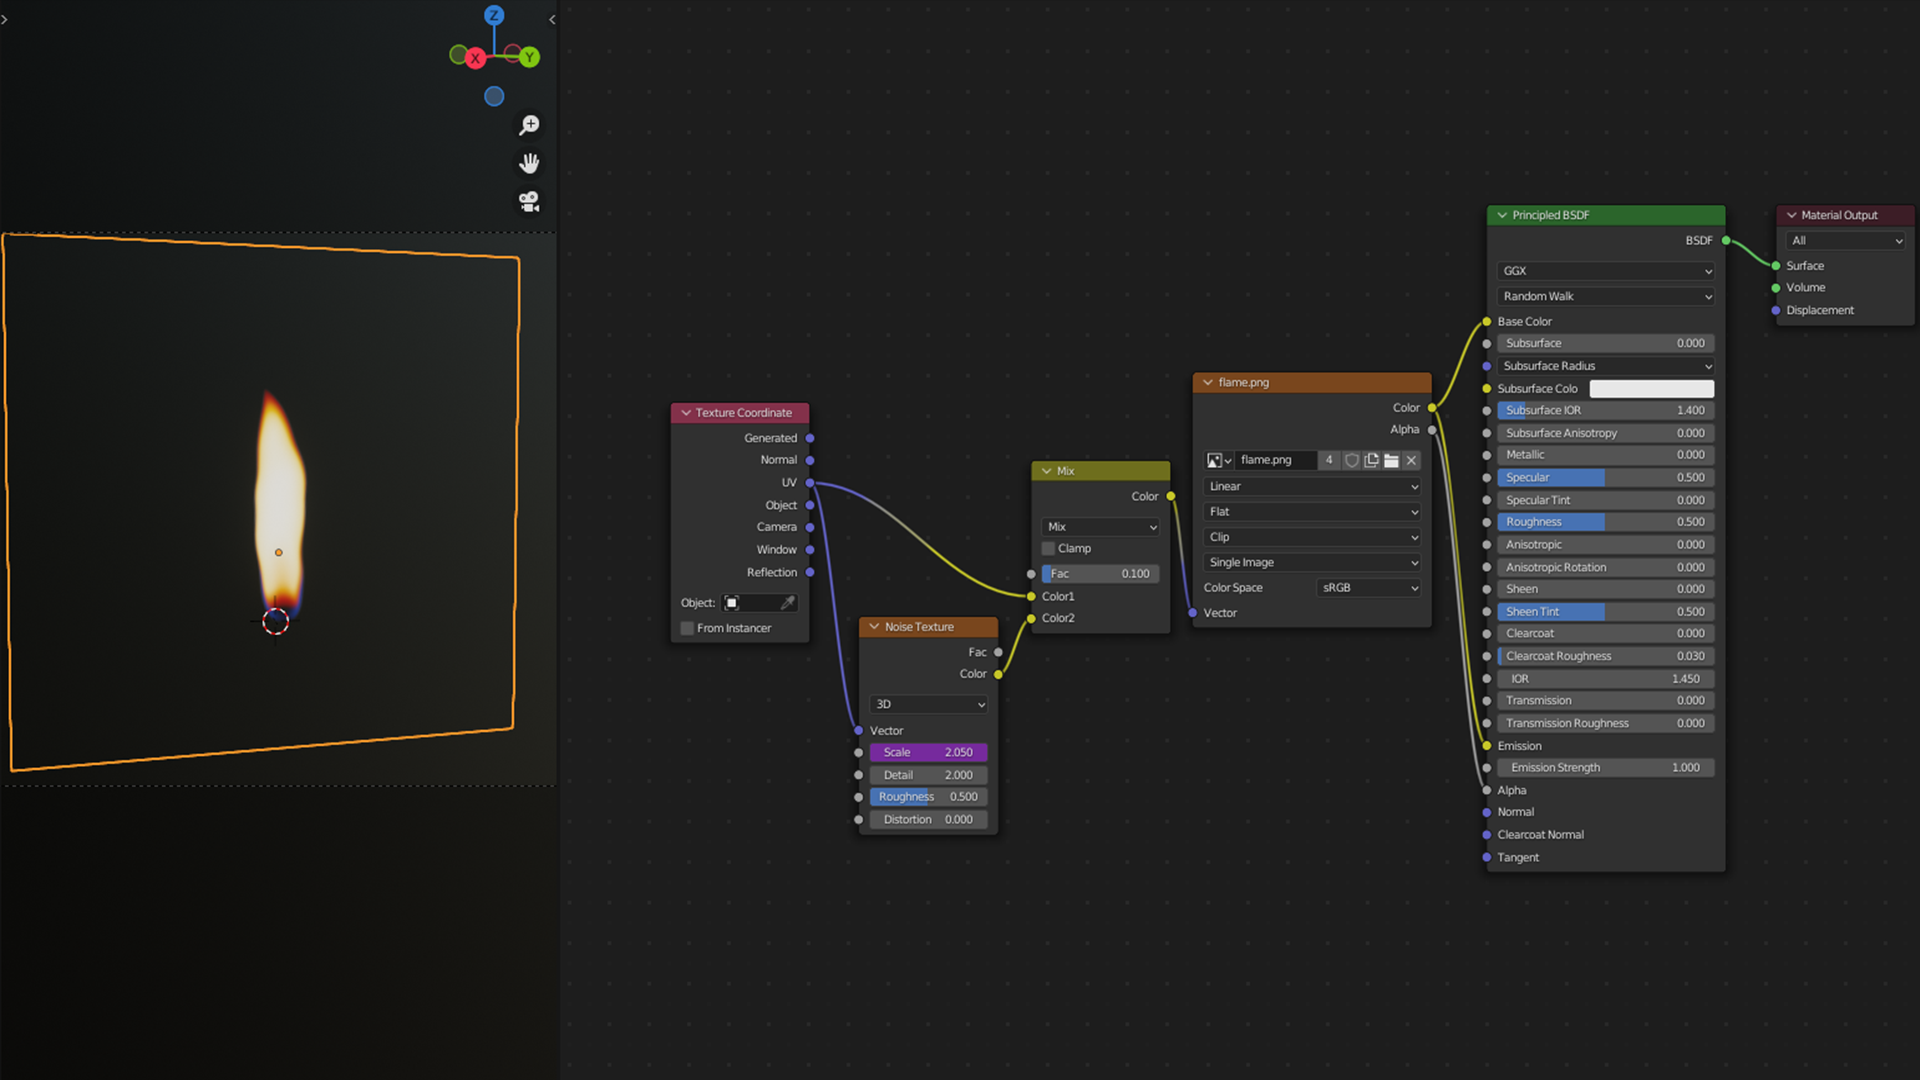 Z
X
Y
Texture Coordinate
Generated
Normal
UV
Object
Camera
Window
Reflection
Object:
From Instancer
Noise Texture
Fac
Color
3D
Vector
Scale 2.050
Detail 2.000
Roughness 0.500
Distortion 0.000
Mix
Color
Mix
Clamp
Fac 0.100
Color1
Color2
flame.png
Color
Alpha
flame.png 4
Linear
Flat
Clip
Single Image
Color Space sRGB
Vector
Principled BSDF
BSDF
GGX
Random Walk
Base Color
Subsurface 0.000
Subsurface Radius
Subsurface Colo
Subsurface IOR 1.400
Subsurface Anisotropy 0.000
Metallic 0.000
Specular 0.500
Specular Tint 0.000
Roughness 0.500
Anisotropic 0.000
Anisotropic Rotation 0.000
Sheen 0.000
Sheen Tint 0.500
Clearcoat 0.000
Clearcoat Roughness 0.030
IOR 1.450
Transmission 0.000
Transmission Roughness 0.000
Emission
Emission Strength 1.000
Alpha
Normal
Clearcoat Normal
Tangent
Material Output
All
Surface
Volume
Displacement